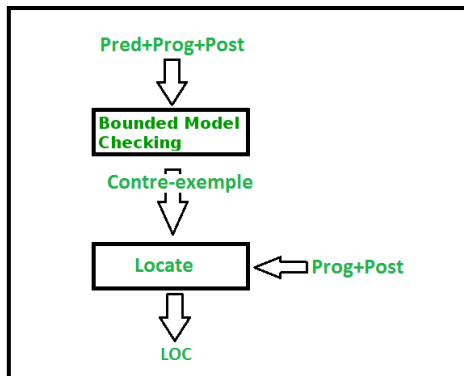 Pred+Prog+Post
Bounded Model
Checking
Contre-exemple
Locate
Prog+Post
LOC